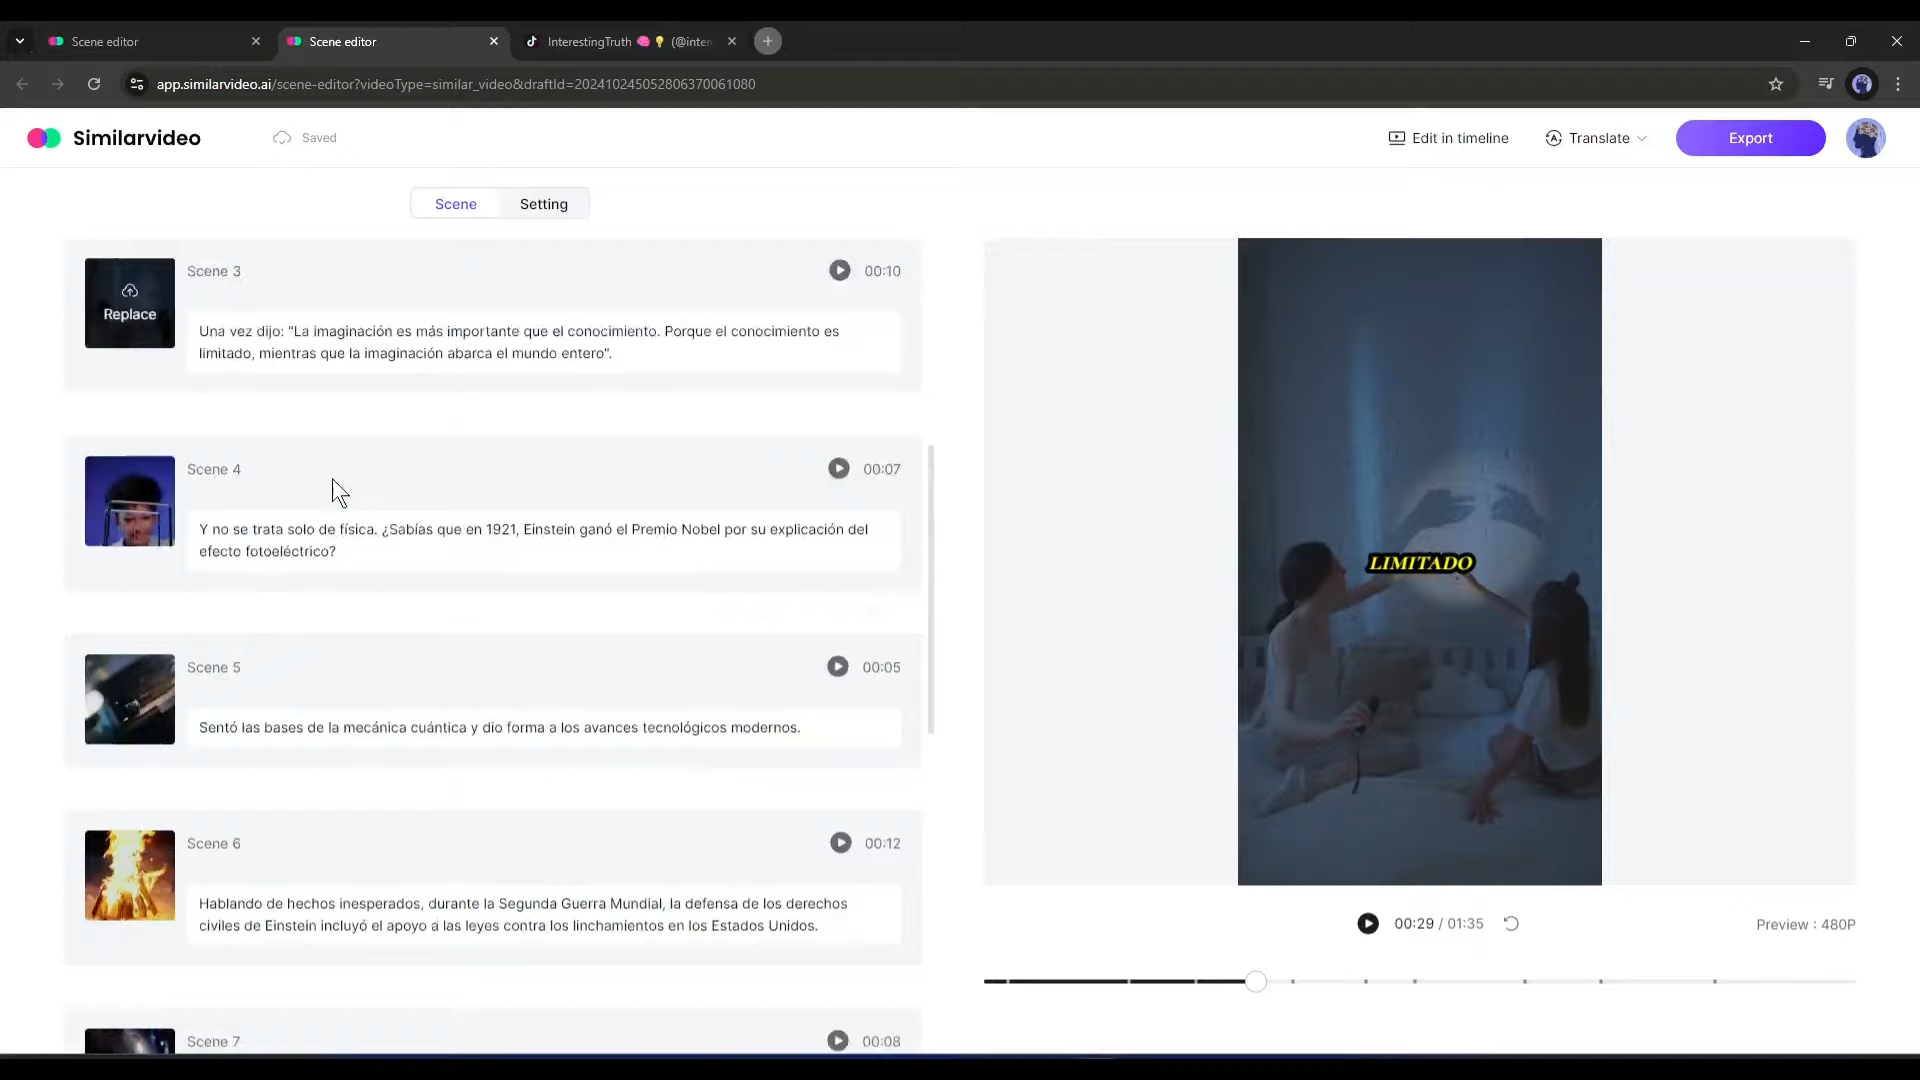 Scene editor
Scene editor
InterestingTruth 🧠💡 (@inter
app.similarvideo.ai/scene-editor?videoType=similar_video&draftId=202410245052806370061080
Similarvideo
Saved
Edit in timeline
Translate
Export
Scene
Setting
Scene 3
00:10
Replace
Una vez dijo: "La imaginación es más importante que el conocimiento. Porque el conocimiento es
limitado, mientras que la imaginación abarca el mundo entero".
Scene 4
00:07
Y no se trata solo de física. ¿Sabías que en 1921, Einstein ganó el Premio Nobel por su explicación del
efecto fotoeléctrico?
Scene 5
00:05
Sentó las bases de la mecánica cuántica y dio forma a los avances tecnológicos modernos.
Scene 6
00:12
Hablando de hechos inesperados, durante la Segunda Guerra Mundial, la defensa de los derechos
civiles de Einstein incluyó el apoyo a las leyes contra los linchamientos en los Estados Unidos.
Scene 7
00:08
LIMITADO
00:29 / 01:35
Preview : 480P